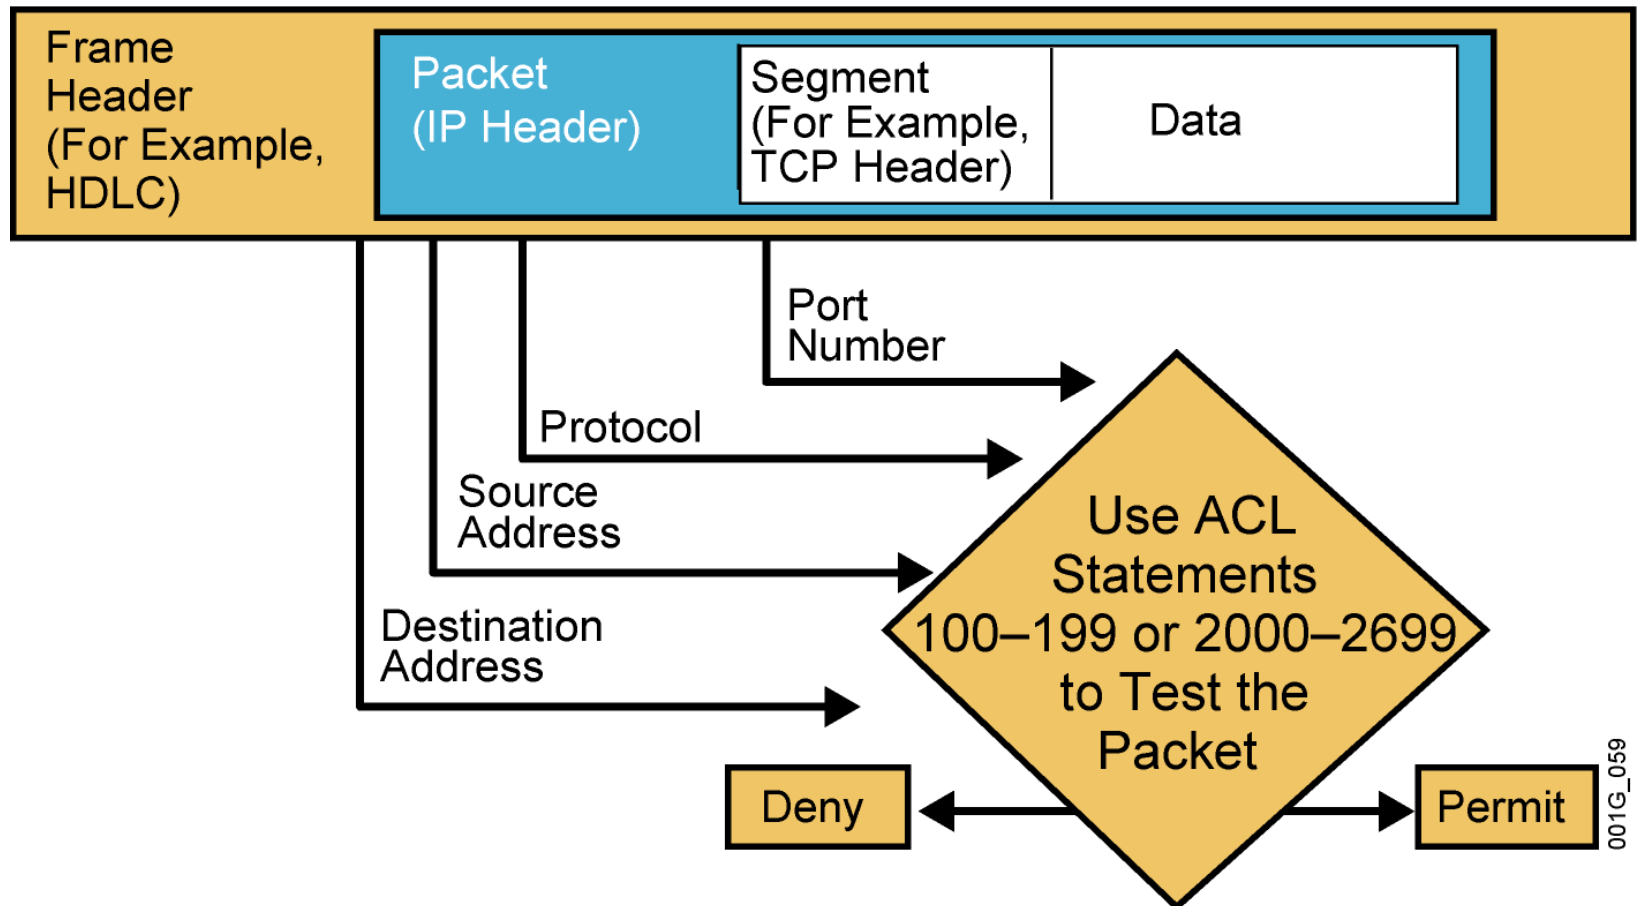 Frame
Header
(For Example,
HDLC)
Packet
(IP Header)
Segment
(For Example,
TCP Header)
Data
Port
Number
Protocol
Source
Address
Destination
Address
Use ACL
Statements
100–199 or 2000–2699
to Test the
Packet
Deny
Permit
001G_059